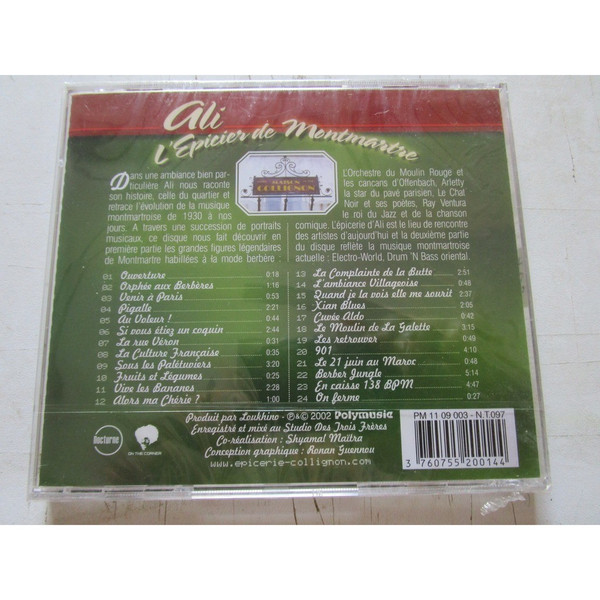 Ali
L'Epicier de Montmartre
MAISON
COLLIGNON
Dans une ambiance bien par-
ticulière Ali nous raconte
son histoire, celle du quartier et
retrace l'évolution de la musique
montmartroise de 1930 à nos
jours. A travers une succession de portraits
musicaux, ce disque nous fait découvrir en
première partie les grandes figures légendaires
de Montmartre habillées à la mode berbère :
L'Orchestre du Moulin Rouge et
les cancans d'Offenbach, Arletty
la star du pavé parisien, Le Chat
Noir et ses poètes, Ray Ventura
le roi du Jazz et de la chanson
comique. L'épicerie d'Ali est le lieu de rencontre
des artistes d'aujourd'hui et la deuxième partie
du disque reflète la musique montmartroise
actuelle : Electro-World, Drum 'N Bass oriental.
01 Ouverture 0:18
02 Orphée aux Berbères 1:16
03 Venir à Paris 0:53
04 Pigalle 2:21
05 Au Voleur ! 0:44
06 Si vous étiez un coquin 2:44
07 La rue Véron 0:31
08 La Culture Française 0:35
09 Sous les Palétuviers 2:30
10 Fruits et Légumes 0:25
11 Vive les Bananes 2:28
12 Alors ma Chérie ? 1:00
13 La Complainte de la Butte 2:51
14 L'ambiance Villageoise 0:48
15 Quand je la vois elle me sourit 2:37
16 Xian Blues 2:05
17 Cuvée Aldo 0:42
18 Le Moulin de La Galette 3:15
19 Les retrouver 0:49
20 901 4:10
21 Le 21 juin au Maroc 0:48
22 Berber Jungle 5:14
23 En caisse 138 BPM 4:07
24 On ferme 0:27
Nocturne
ON THE CORNER
Produit par Loukhino - ℗&© 2002 Polymusic
Enregistré et mixé au Studio Des Trois Frères
Co-réalisation : Shyamal Maïtra
Conception graphique : Ronan Guennou
www.epicerie-collignon.com
PM 11 09 003 - N.T.097
3 760755 200144